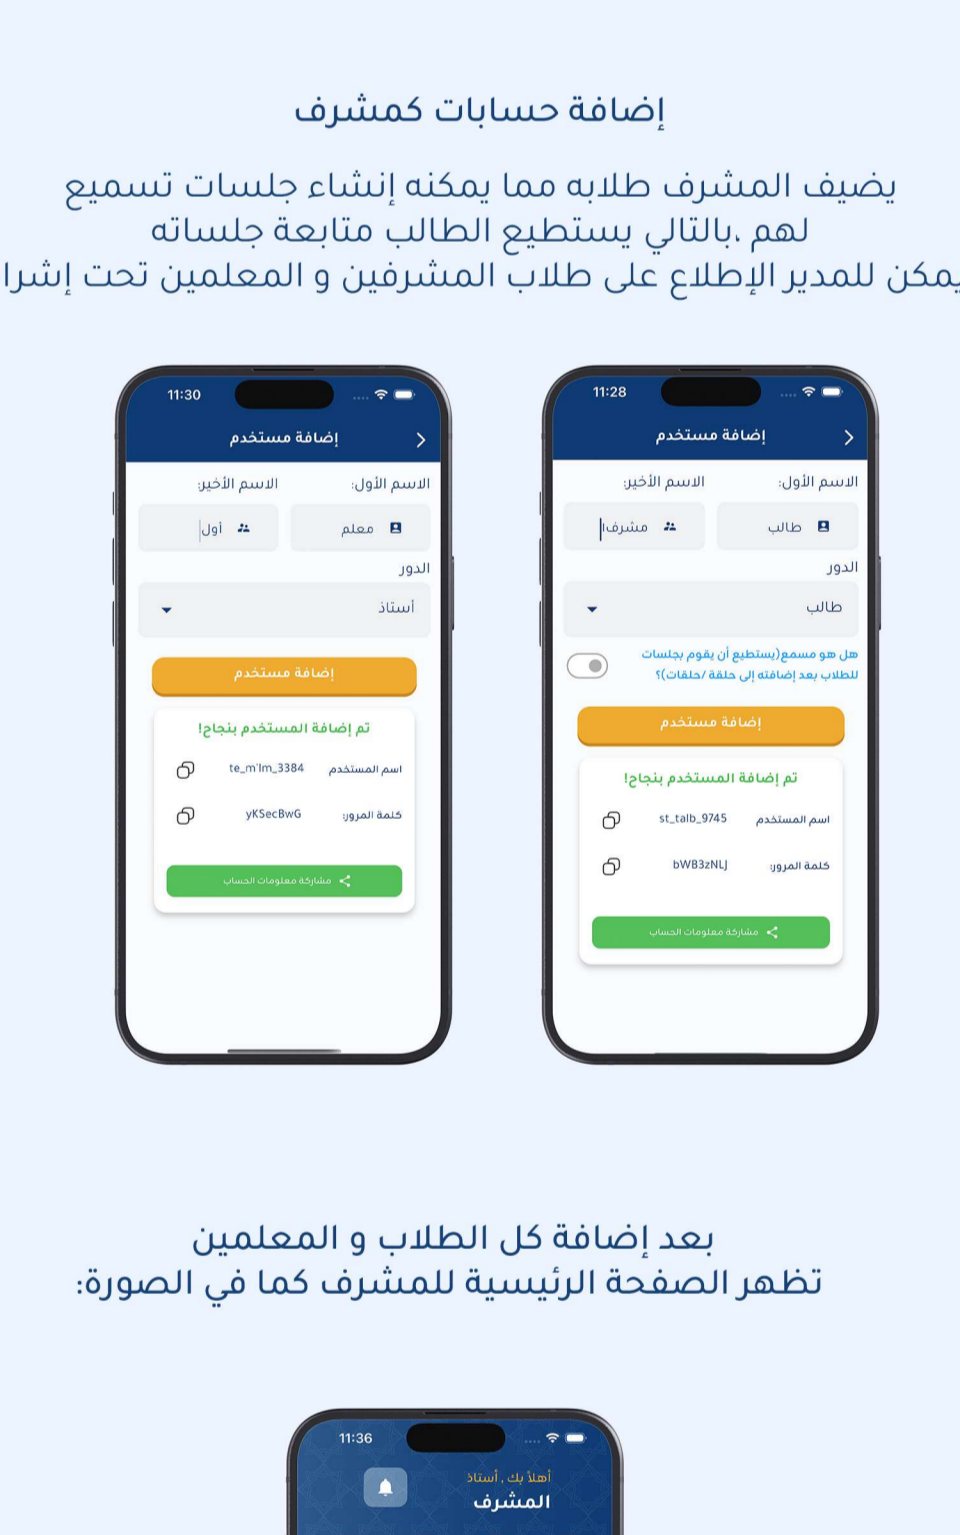 إضافة حسابات كمشرف
يضيف المشرف طلابه مما يمكنه إنشاء جلسات تسميع
لهم ،بالتالي يستطيع الطالب متابعة جلساته
يمكن للمدير الإطلاع على طلاب المشرفين و المعلمين تحت إشرا
11:28
إضافة مستخدم
الاسم الأول: الاسم الأخير:
طالب مشرف١
الدور
طالب
هل هو مسمع(يستطيع أن يقوم بجلسات
للطلاب بعد إضافته إلى حلقة /حلقات)؟
إضافة مستخدم
تم إضافة المستخدم بنجاح!
اسم المستخدم st_talb_9745
كلمة المرور: bWB3zNLJ
مشاركة معلومات الحساب
11:30
إضافة مستخدم
الاسم الأول: الاسم الأخير:
معلم أول
الدور
أستاذ
إضافة مستخدم
تم إضافة المستخدم بنجاح!
اسم المستخدم te_m'lm_3384
كلمة المرور: yKSecBwG
مشاركة معلومات الحساب
بعد إضافة كل الطلاب و المعلمين
تظهر الصفحة الرئيسية للمشرف كما في الصورة:
11:36
أهلاً بك , أستاذ
المشرف